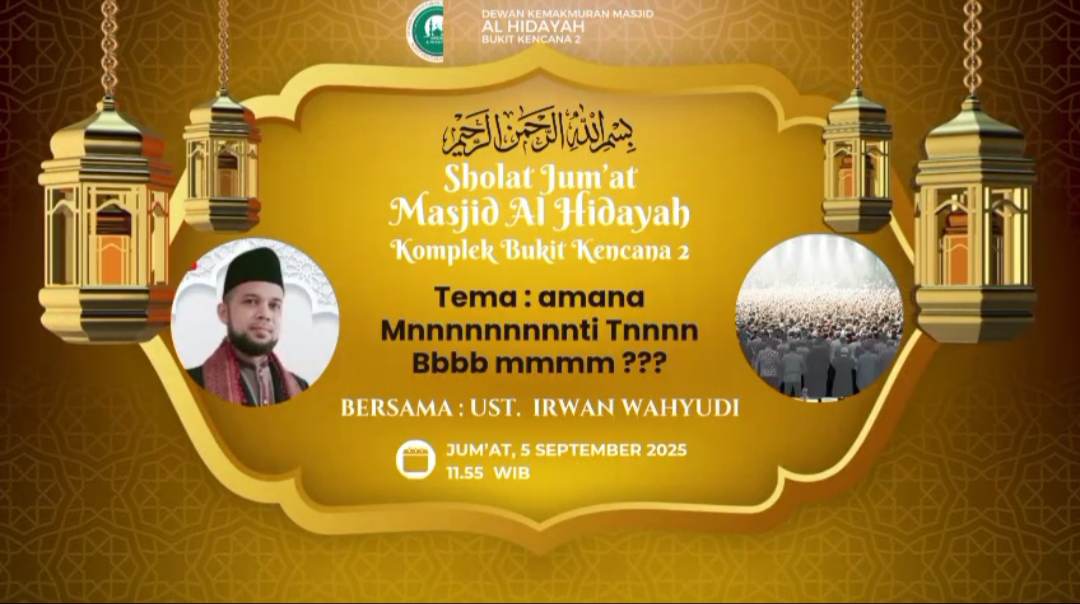 DEWAN KEMAKMURAN MASJID
AL HIDAYAH
BUKIT KENCANA 2
بسم الله الرحمن الرحيم
Sholat Jum'at
Masjid Al Hidayah
Komplek Bukit Kencana 2
Tema : amana
Mnnnnnnnnnti Tnnnn
Bbbb mmmm ???
BERSAMA : UST. IRWAN WAHYUDI
JUM'AT, 5 SEPTEMBER 2025
11.55 WIB